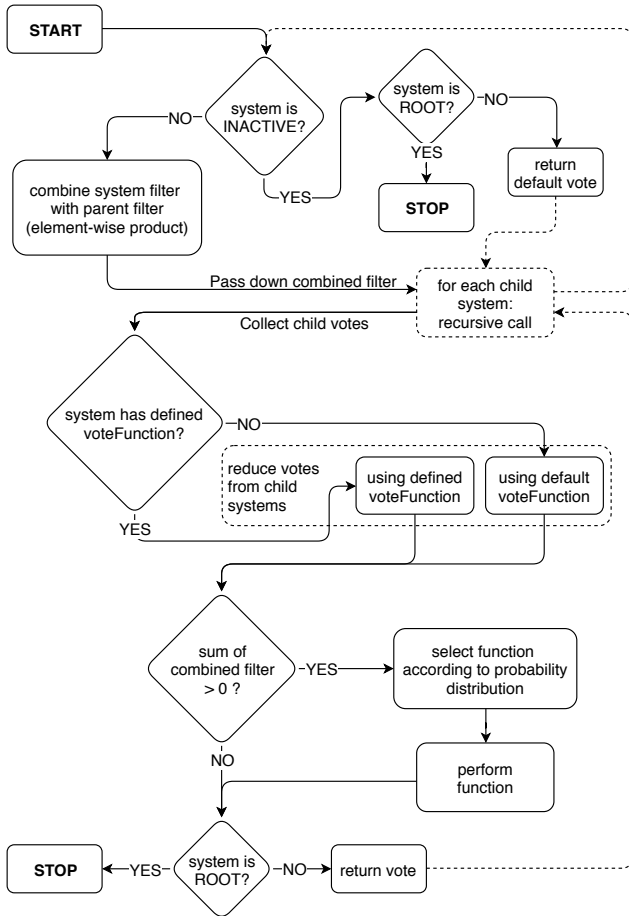 START
system is
INACTIVE?
NO
YES
system is
ROOT?
NO
YES
STOP
return
default vote
combine system filter
with parent filter
(element-wise product)
Pass down combined filter
for each child
system:
recursive call
Collect child votes
system has defined
voteFunction?
NO
YES
reduce votes
from child
systems
using defined
voteFunction
using default
voteFunction
sum of
combined filter
> 0 ?
YES
NO
select function
according to probability
distribution
perform
function
system is
ROOT?
YES
STOP
NO
return vote